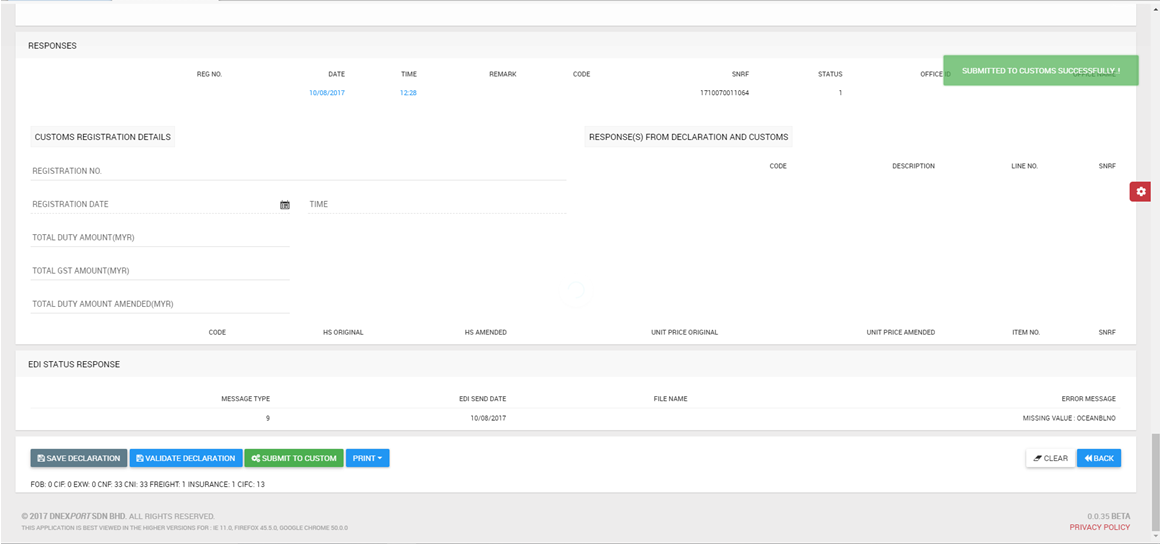 RESPONSES
REG NO. DATE TIME REMARK CODE SNRF STATUS OFFICE ID
SUBMITTED TO CUSTOMS SUCCESSFULLY !
10/08/2017 12:28 1710070011064 1
CUSTOMS REGISTRATION DETAILS
RESPONSE(S) FROM DECLARATION AND CUSTOMS
CODE DESCRIPTION LINE NO. SNRF
REGISTRATION NO.
REGISTRATION DATE TIME
TOTAL DUTY AMOUNT(MYR)
TOTAL GST AMOUNT(MYR)
TOTAL DUTY AMOUNT AMENDED(MYR)
CODE HS ORIGINAL HS AMENDED UNIT PRICE ORIGINAL UNIT PRICE AMENDED ITEM NO. SNRF
EDI STATUS RESPONSE
MESSAGE TYPE EDI SEND DATE FILE NAME ERROR MESSAGE
9 10/08/2017 MISSING VALUE : OCEANBLNO
SAVE DECLARATION VALIDATE DECLARATION SUBMIT TO CUSTOM PRINT CLEAR BACK
FOB: 0 CIF: 0 EXW: 0 CNF: 33 CNI: 33 FREIGHT: 1 INSURANCE: 1 CIFC: 13
© 2017 DNEXPORT SDN BHD. ALL RIGHTS RESERVED. 0.0.35 BETA
THIS APPLICATION IS BEST VIEWED IN THE HIGHER VERSIONS FOR : IE 11.0, FIREFOX 45.5.0, GOOGLE CHROME 50.0.0 PRIVACY POLICY